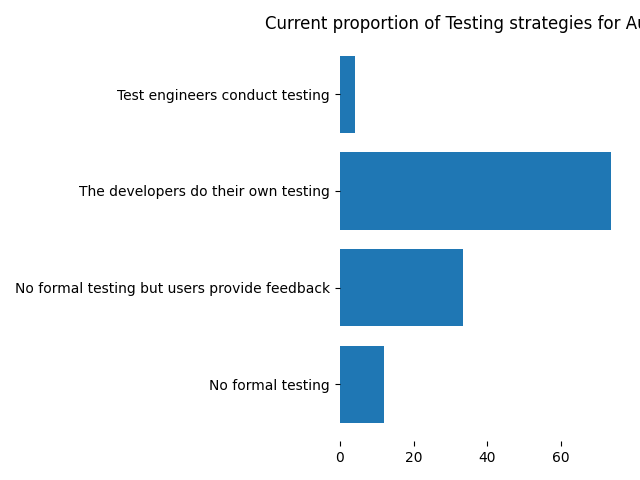 Current proportion of Testing strategies for
Test engineers conduct testing
The developers do their own testing
No formal testing but users provide feedback
No formal testing
0 20 40 60